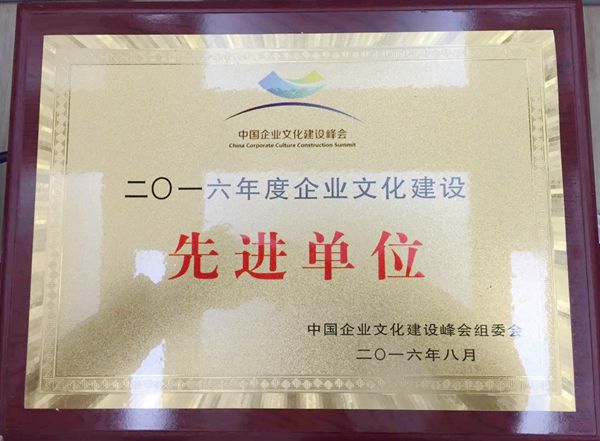 中国企业文化建设峰会
China Corporate Culture Construction Summit
二〇一六年度企业文化建设
先进单位
中国企业文化建设峰会组委会
二〇一六年八月